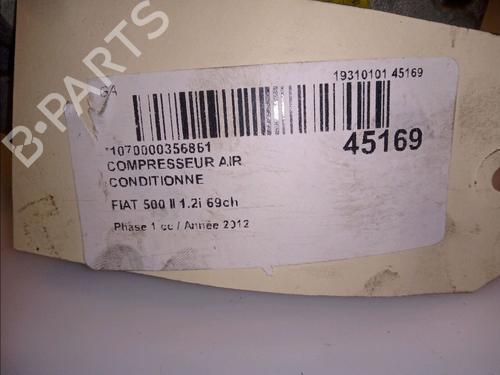 B-PARTS
GA
19310101 45169
*1070000356861
45169
COMPRESSEUR AIR
CONDITIONNE
FIAT 500 II 1.2i 69ch
Phase 1 cc / Année 2012